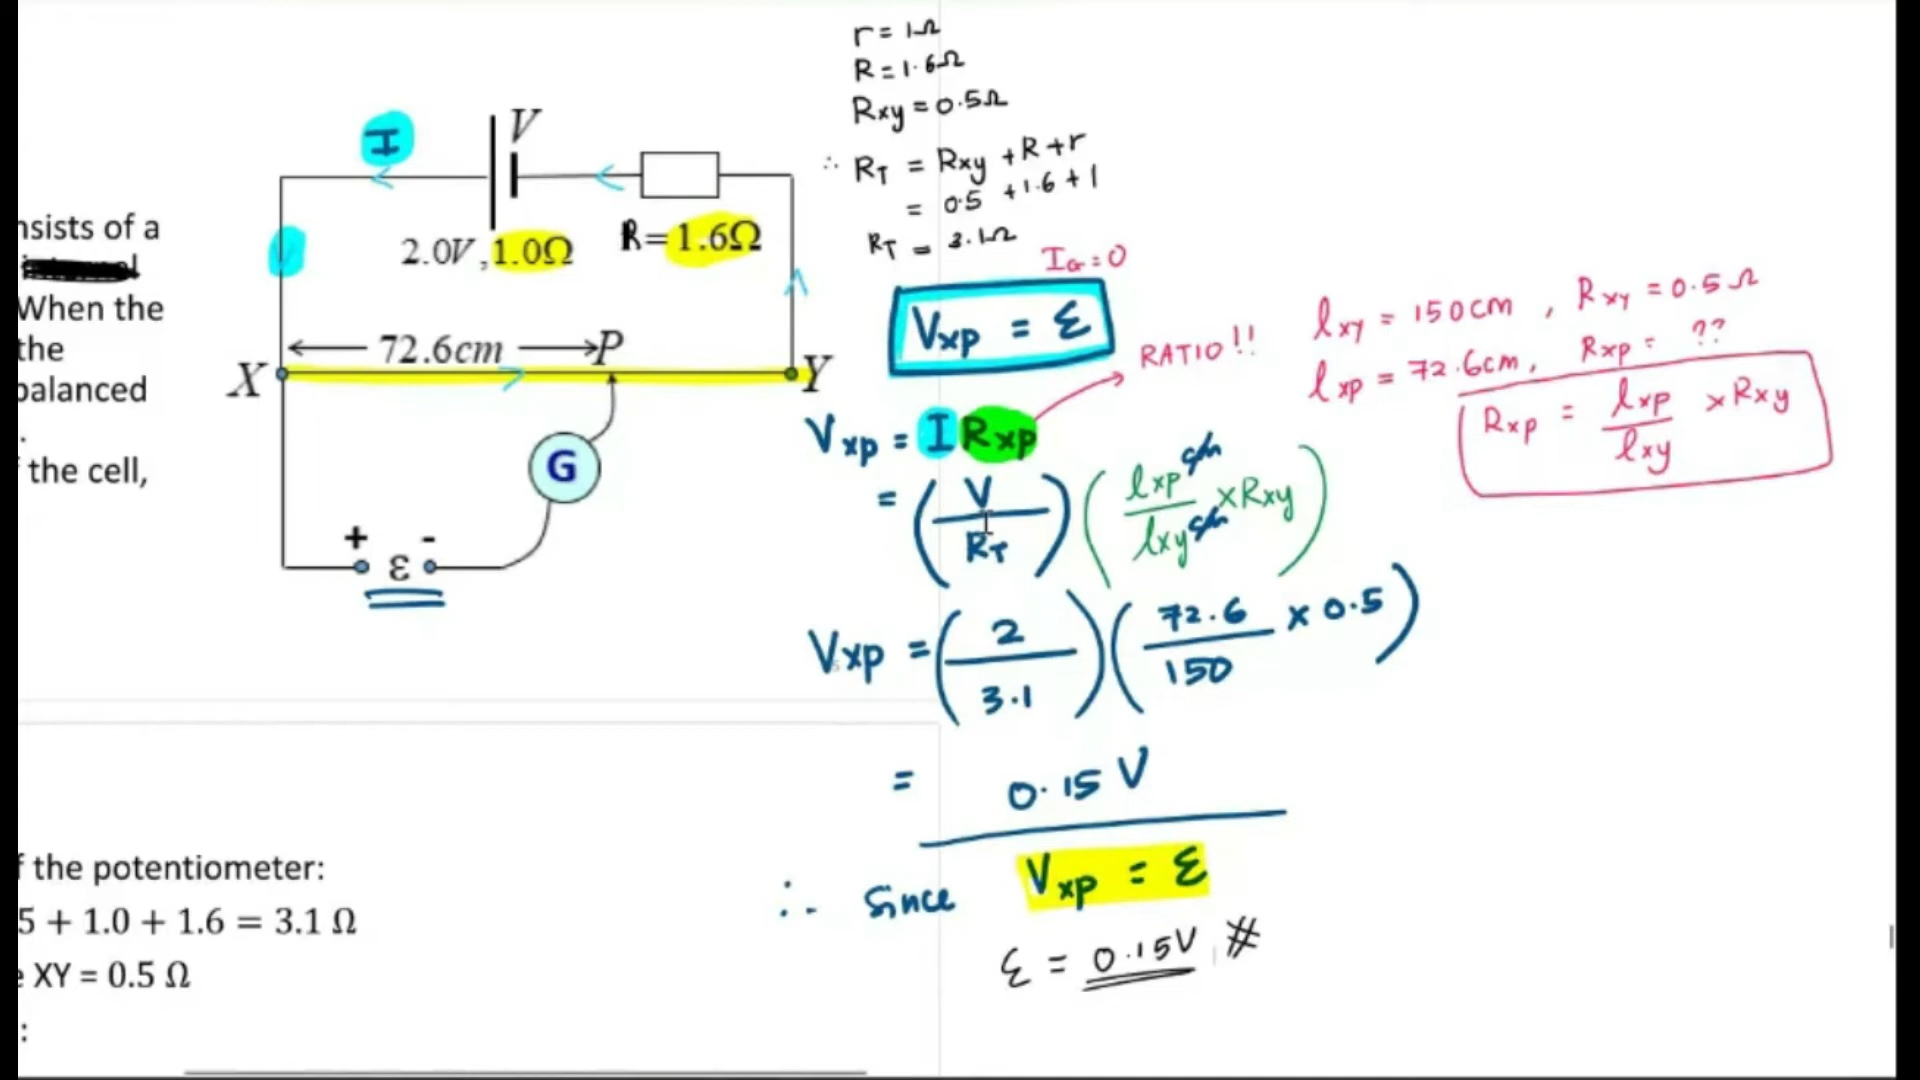 nsists of a
When the
the
balanced
.
the cell,
I
V
2.0V, 1.0Ω
R = 1.6Ω
72.6cm
P
X
Y
G
+ -
ε
r = 1Ω
R = 1.6Ω
Rxy = 0.5Ω
∴ RT = Rxy + R + r
= 0.5 + 1.6 + 1
RT = 3.1Ω
IG = 0
Vxp = ε
RATIO!!
Vxp = I Rxp
= (V/RT) (lxp cm/lxy cm × Rxy)
Vxp = (2/3.1) (72.6/150 × 0.5)
= 0.15 V
∴ Since Vxp = ε
ε = 0.15V #
lxy = 150cm , Rxy = 0.5Ω
lxp = 72.6cm, Rxp = ??
Rxp = lxp/lxy × Rxy
f the potentiometer:
5 + 1.0 + 1.6 = 3.1 Ω
e XY = 0.5 Ω
: